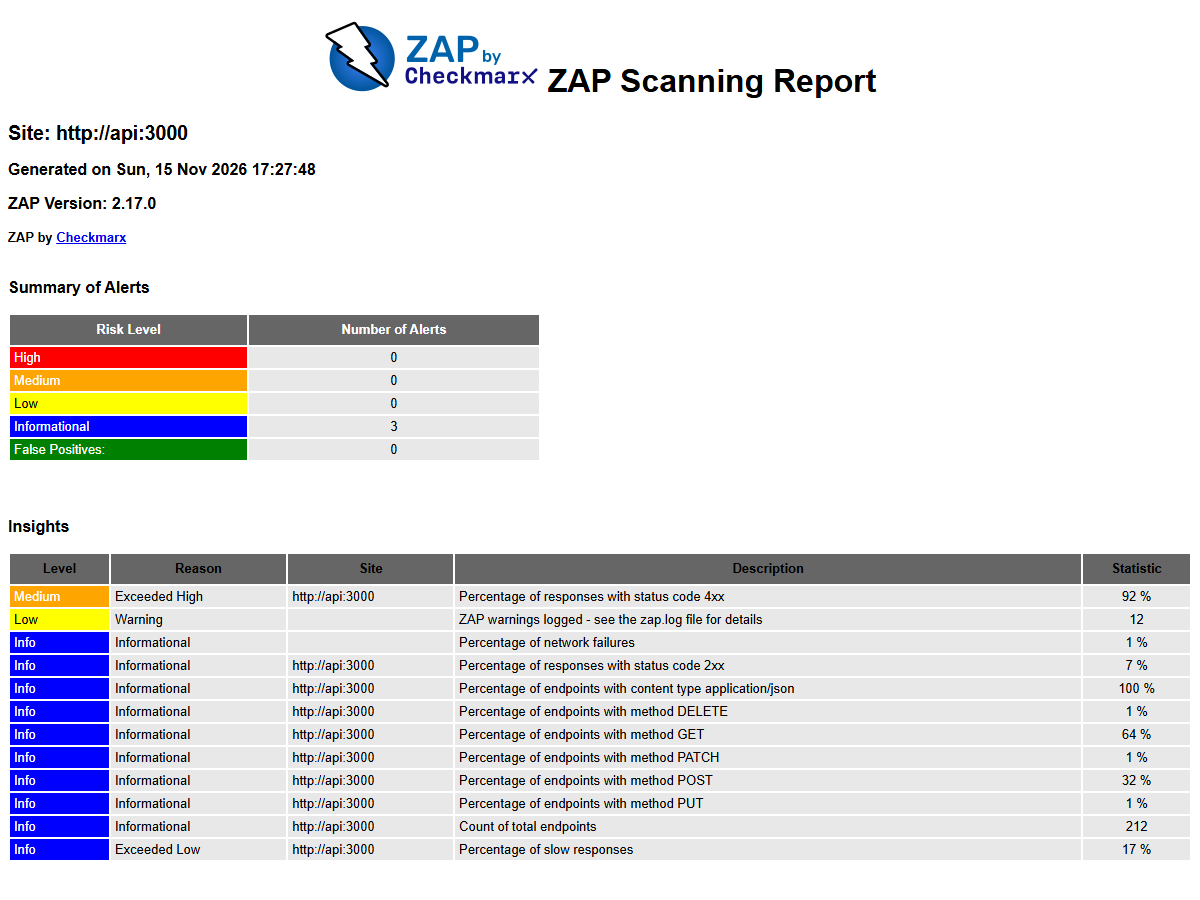 ZAP by
Checkmarx ZAP Scanning Report
Site: http://api:3000
Generated on Sun, 15 Nov 2026 17:27:48
ZAP Version: 2.17.0
ZAP by Checkmarx
Summary of Alerts
Risk Level Number of Alerts
High 0
Medium 0
Low 0
Informational 3
False Positives: 0
Insights
Level Reason Site Description Statistic
Medium Exceeded High http://api:3000 Percentage of responses with status code 4xx 92 %
Low Warning ZAP warnings logged - see the zap.log file for details 12
Info Informational Percentage of network failures 1 %
Info Informational http://api:3000 Percentage of responses with status code 2xx 7 %
Info Informational http://api:3000 Percentage of endpoints with content type application/json 100 %
Info Informational http://api:3000 Percentage of endpoints with method DELETE 1 %
Info Informational http://api:3000 Percentage of endpoints with method GET 64 %
Info Informational http://api:3000 Percentage of endpoints with method PATCH 1 %
Info Informational http://api:3000 Percentage of endpoints with method POST 32 %
Info Informational http://api:3000 Percentage of endpoints with method PUT 1 %
Info Informational http://api:3000 Count of total endpoints 212
Info Exceeded Low http://api:3000 Percentage of slow responses 17 %